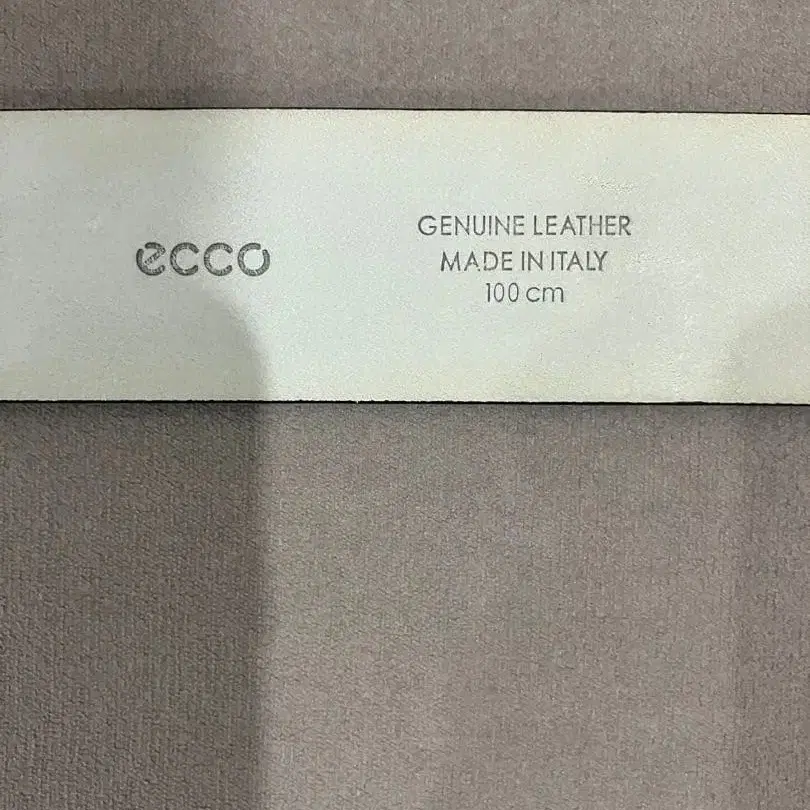 ecco
GENUINE LEATHER
MADE IN ITALY
100 cm